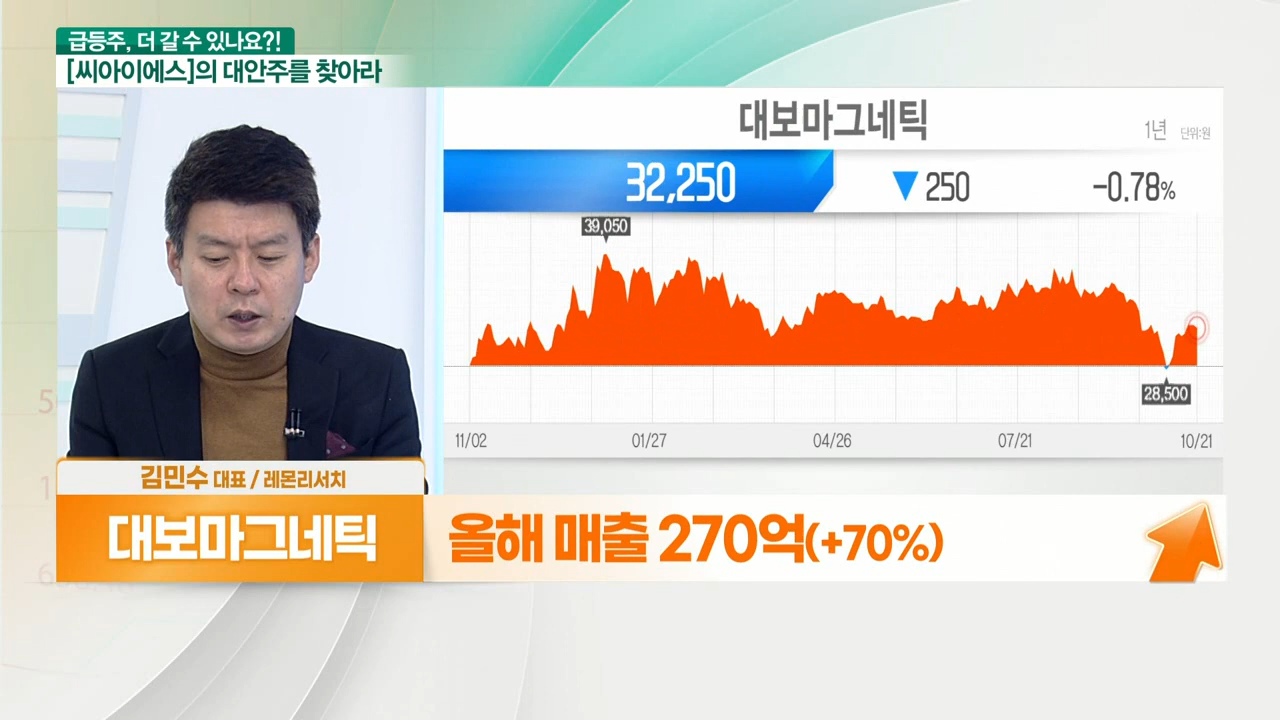 급등주, 더 갈 수 있나요?!
[씨아이에스]의 대안주를 찾아라
대보마그네틱
1년 단위:원
32,250 ▼250 -0.78%
39,050
28,500
11/02 01/27 04/26 07/21 10/21
김민수 대표 / 레몬리서치
대보마그네틱
올해 매출 270억(+70%)